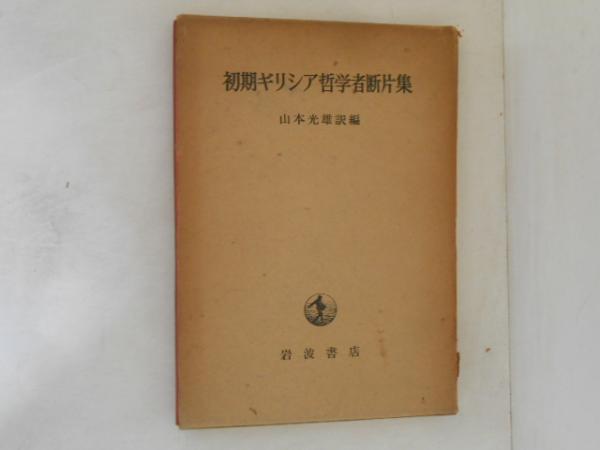 初期ギリシア哲学者断片集
山本光雄訳編
岩波書店